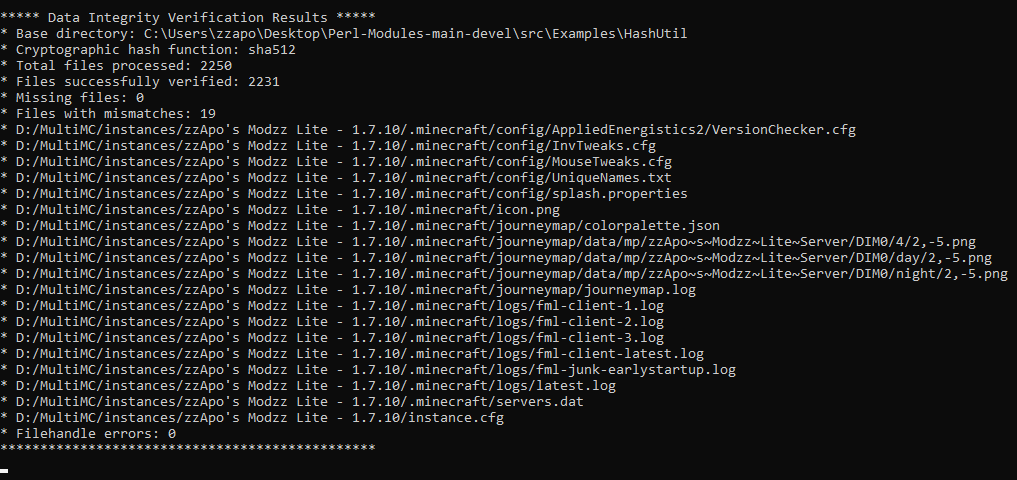 ***** Data Integrity Verification Results *****
* Base directory: C:\Users\zzapo\Desktop\Perl-Modules-main-devel\src\Examples\HashUtil
* Cryptographic hash function: sha512
* Total files processed: 2250
* Files successfully verified: 2231
* Missing files: 0
* Files with mismatches: 19
* D:/MultiMC/instances/zzApo's Modzz Lite - 1.7.10/.minecraft/config/AppliedEnergistics2/VersionChecker.cfg
* D:/MultiMC/instances/zzApo's Modzz Lite - 1.7.10/.minecraft/config/InvTweaks.cfg
* D:/MultiMC/instances/zzApo's Modzz Lite - 1.7.10/.minecraft/config/MouseTweaks.cfg
* D:/MultiMC/instances/zzApo's Modzz Lite - 1.7.10/.minecraft/config/UniqueNames.txt
* D:/MultiMC/instances/zzApo's Modzz Lite - 1.7.10/.minecraft/config/splash.properties
* D:/MultiMC/instances/zzApo's Modzz Lite - 1.7.10/.minecraft/icon.png
* D:/MultiMC/instances/zzApo's Modzz Lite - 1.7.10/.minecraft/journeymap/colorpalette.json
* D:/MultiMC/instances/zzApo's Modzz Lite - 1.7.10/.minecraft/journeymap/data/mp/zzApo~s~Modzz~Lite~Server/DIM0/4/2,-5.png
* D:/MultiMC/instances/zzApo's Modzz Lite - 1.7.10/.minecraft/journeymap/data/mp/zzApo~s~Modzz~Lite~Server/DIM0/day/2,-5.png
* D:/MultiMC/instances/zzApo's Modzz Lite - 1.7.10/.minecraft/journeymap/data/mp/zzApo~s~Modzz~Lite~Server/DIM0/night/2,-5.png
* D:/MultiMC/instances/zzApo's Modzz Lite - 1.7.10/.minecraft/journeymap/journeymap.log
* D:/MultiMC/instances/zzApo's Modzz Lite - 1.7.10/.minecraft/logs/fml-client-1.log
* D:/MultiMC/instances/zzApo's Modzz Lite - 1.7.10/.minecraft/logs/fml-client-2.log
* D:/MultiMC/instances/zzApo's Modzz Lite - 1.7.10/.minecraft/logs/fml-client-3.log
* D:/MultiMC/instances/zzApo's Modzz Lite - 1.7.10/.minecraft/logs/fml-client-latest.log
* D:/MultiMC/instances/zzApo's Modzz Lite - 1.7.10/.minecraft/logs/fml-junk-earlystartup.log
* D:/MultiMC/instances/zzApo's Modzz Lite - 1.7.10/.minecraft/logs/latest.log
* D:/MultiMC/instances/zzApo's Modzz Lite - 1.7.10/.minecraft/servers.dat
* D:/MultiMC/instances/zzApo's Modzz Lite - 1.7.10/instance.cfg
* Filehandle errors: 0
***********************************************